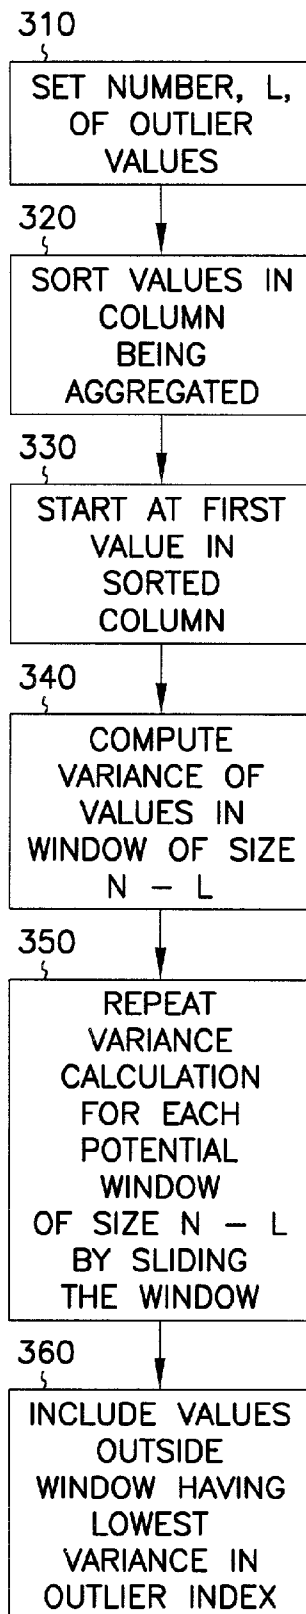 310
SET NUMBER, L,
OF OUTLIER
VALUES
320
SORT VALUES IN
COLUMN
BEING
AGGREGATED
330
START AT FIRST
VALUE IN
SORTED
COLUMN
340
COMPUTE
VARIANCE OF
VALUES IN
WINDOW OF SIZE
N – L
350
REPEAT
VARIANCE
CALCULATION
FOR EACH
POTENTIAL
WINDOW
OF SIZE N – L
BY SLIDING
THE WINDOW
360
INCLUDE VALUES
OUTSIDE
WINDOW HAVING
LOWEST
VARIANCE IN
OUTLIER INDEX